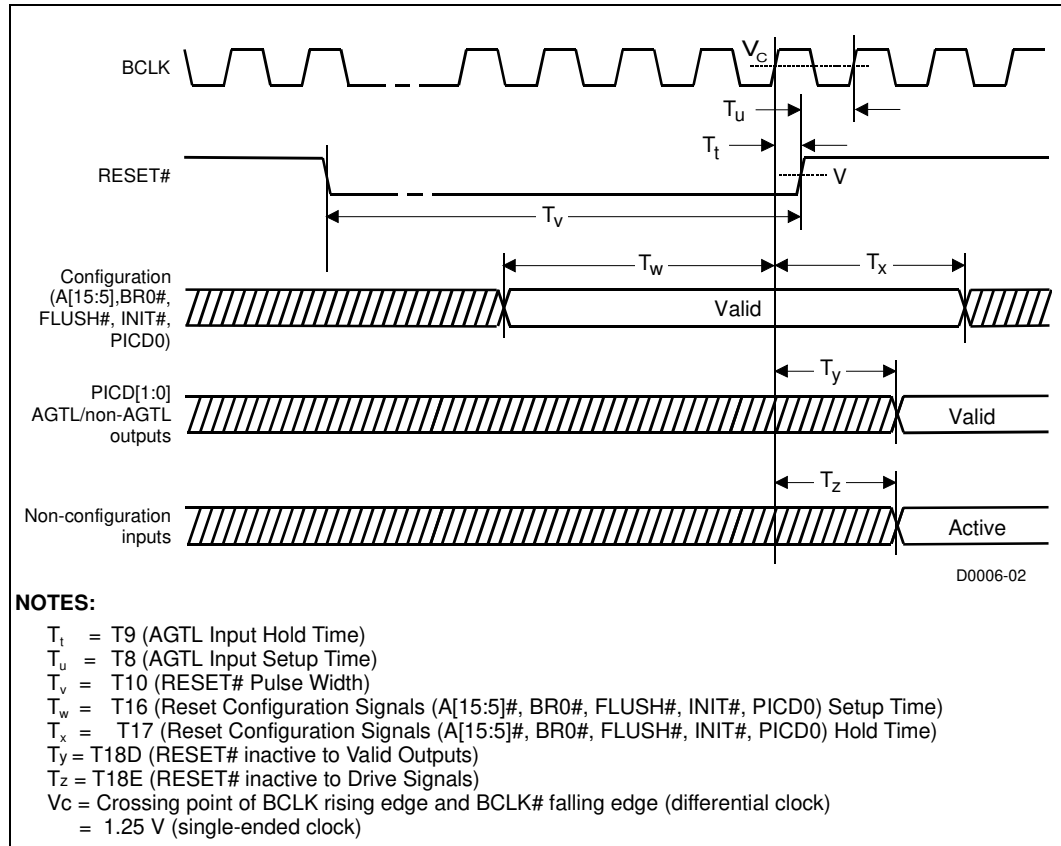 BCLK
V_C
T_u
T_t
RESET#
V
T_v
Configuration
(A[15:5],BR0#,
FLUSH#, INIT#,
PICD0)
T_w
T_x
Valid
PICD[1:0]
AGTL/non-AGTL
outputs
T_y
Valid
Non-configuration
inputs
T_z
Active
D0006-02
NOTES:
T_t = T9 (AGTL Input Hold Time)
T_u = T8 (AGTL Input Setup Time)
T_v = T10 (RESET# Pulse Width)
T_w = T16 (Reset Configuration Signals (A[15:5]#, BR0#, FLUSH#, INIT#, PICD0) Setup Time)
T_x = T17 (Reset Configuration Signals (A[15:5]#, BR0#, FLUSH#, INIT#, PICD0) Hold Time)
Ty = T18D (RESET# inactive to Valid Outputs)
Tz = T18E (RESET# inactive to Drive Signals)
Vc = Crossing point of BCLK rising edge and BCLK# falling edge (differential clock)
= 1.25 V (single-ended clock)